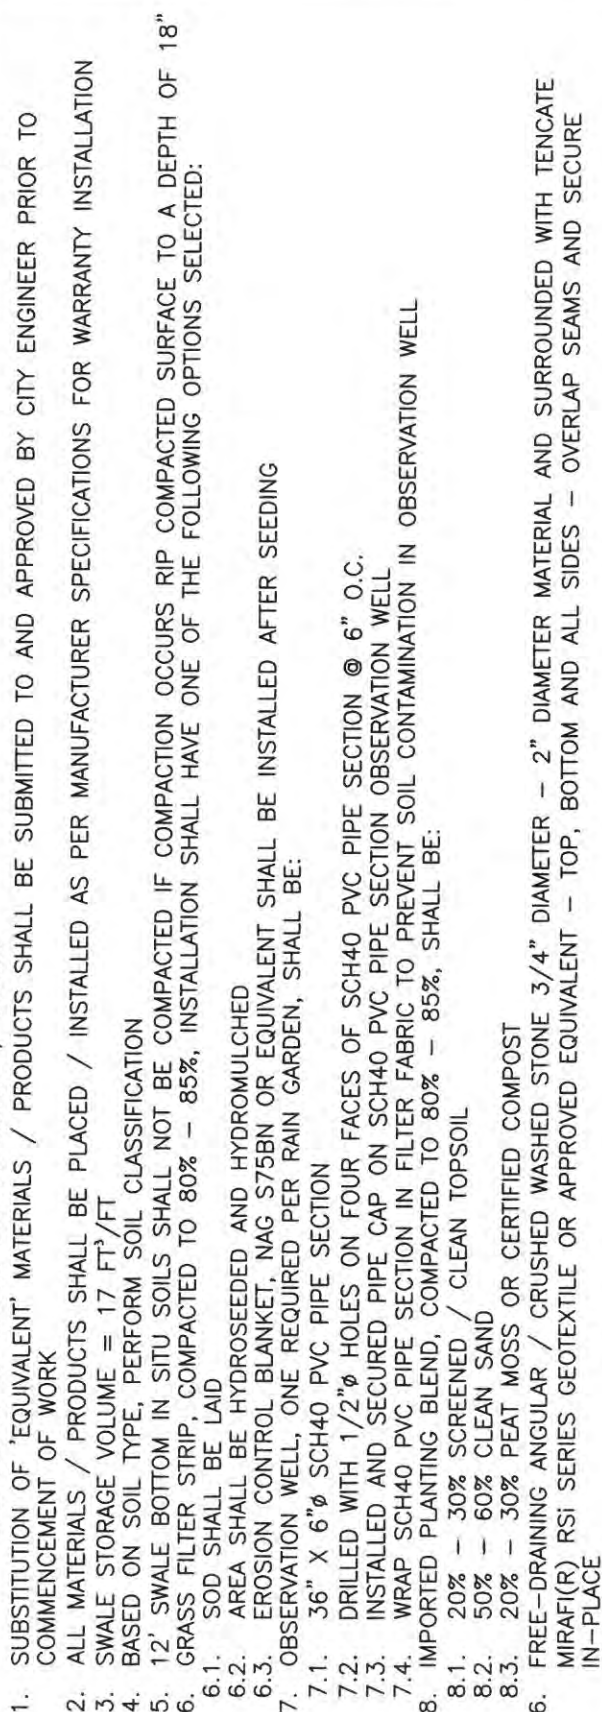 1. SUBSTITUTION OF 'EQUIVALENT' MATERIALS / PRODUCTS SHALL BE SUBMITTED TO AND APPROVED BY CITY ENGINEER PRIOR TO
COMMENCEMENT OF WORK
2. ALL MATERIALS / PRODUCTS SHALL BE PLACED / INSTALLED AS PER MANUFACTURER SPECIFICATIONS FOR WARRANTY INSTALLATION
3. SWALE STORAGE VOLUME = 17 FT³/FT
4. BASED ON SOIL TYPE, PERFORM SOIL CLASSIFICATION
5. 12' SWALE BOTTOM IN SITU SOILS SHALL NOT BE COMPACTED IF COMPACTION OCCURS RIP COMPACTED SURFACE TO A DEPTH OF 18"
6. GRASS FILTER STRIP, COMPACTED TO 80% – 85%, INSTALLATION SHALL HAVE ONE OF THE FOLLOWING OPTIONS SELECTED:
6.1. SOD SHALL BE LAID
6.2. AREA SHALL BE HYDROSEEDED AND HYDROMULCHED
6.3. EROSION CONTROL BLANKET, NAG S75BN OR EQUIVALENT SHALL BE INSTALLED AFTER SEEDING
7. OBSERVATION WELL, ONE REQUIRED PER RAIN GARDEN, SHALL BE:
7.1. 36" X 6"ø SCH40 PVC PIPE SECTION
7.2. DRILLED WITH 1/2"ø HOLES ON FOUR FACES OF SCH40 PVC PIPE SECTION @ 6" O.C.
7.3. INSTALLED AND SECURED PIPE CAP ON SCH40 PVC PIPE SECTION OBSERVATION WELL
7.4. WRAP SCH40 PVC PIPE SECTION IN FILTER FABRIC TO PREVENT SOIL CONTAMINATION IN OBSERVATION WELL
8. IMPORTED PLANTING BLEND, COMPACTED TO 80% – 85%, SHALL BE:
8.1. 20% – 30% SCREENED / CLEAN TOPSOIL
8.2. 50% – 60% CLEAN SAND
8.3. 20% – 30% PEAT MOSS OR CERTIFIED COMPOST
6. FREE–DRAINING ANGULAR / CRUSHED WASHED STONE 3/4" DIAMETER – 2" DIAMETER MATERIAL AND SURROUNDED WITH TENCATE
MIRAFI(R) RSi SERIES GEOTEXTILE OR APPROVED EQUIVALENT – TOP, BOTTOM AND ALL SIDES – OVERLAP SEAMS AND SECURE
IN–PLACE